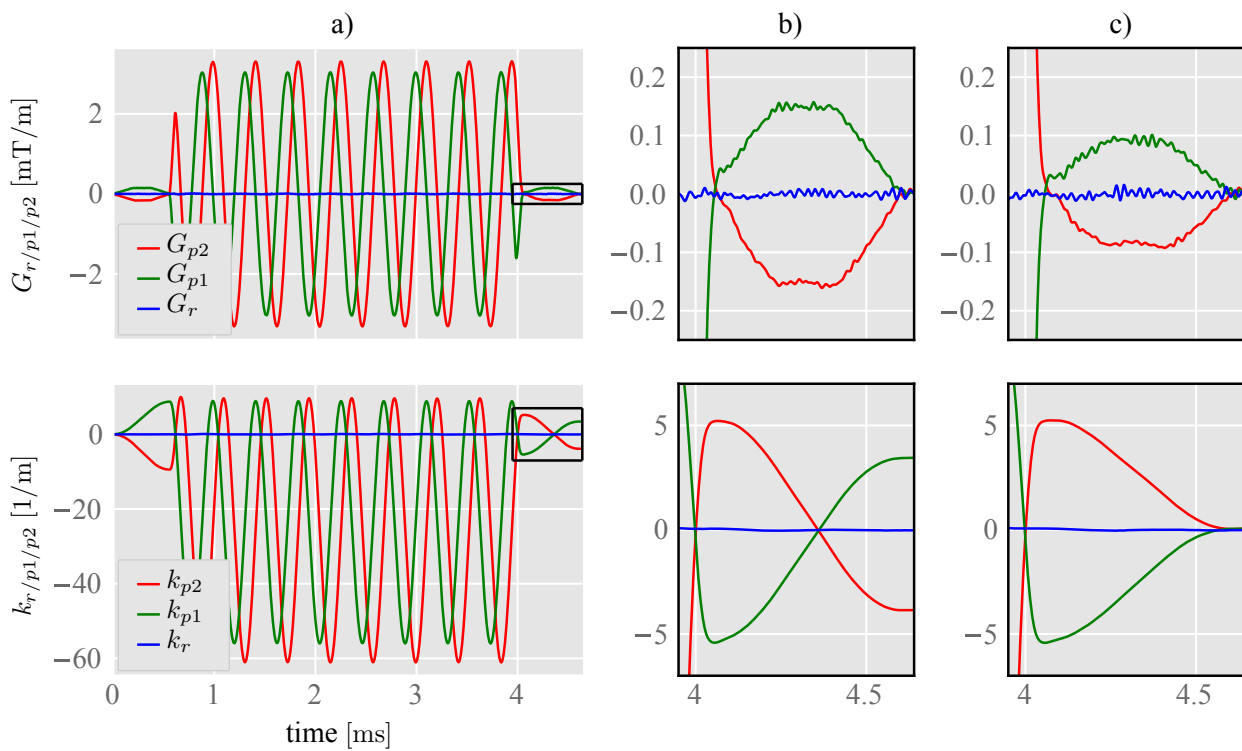 a)
b)
c)
G_{r/p1/p2} [mT/m]
2
0
−2
G_{p2}
G_{p1}
G_r
0.2
0.1
0.0
−0.1
−0.2
0.2
0.1
0.0
−0.1
−0.2
k_{r/p1/p2} [1/m]
0
−20
−40
−60
k_{p2}
k_{p1}
k_r
5
0
−5
5
0
−5
0 1 2 3 4
4 4.5
4 4.5
time [ms]